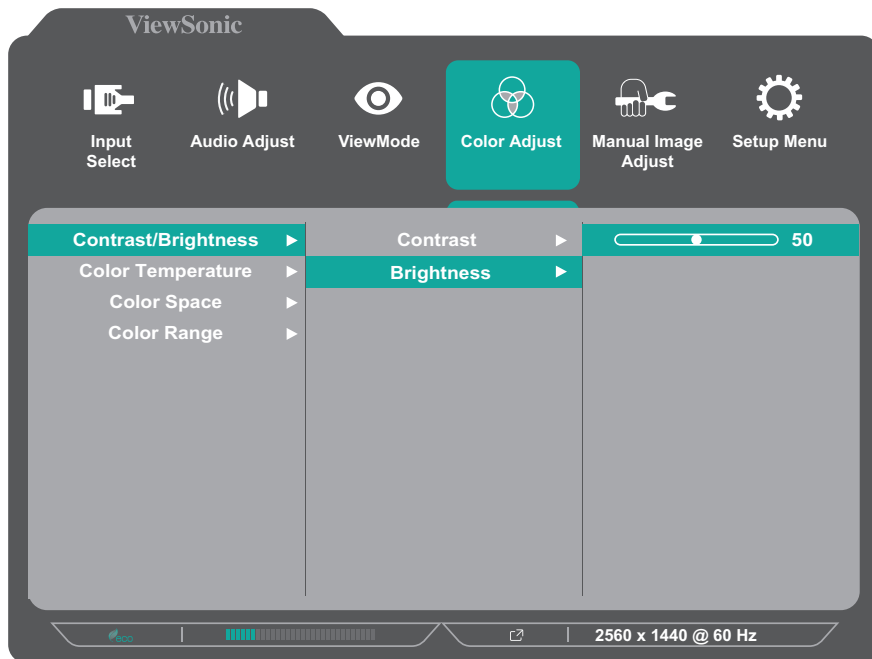 ViewSonic
Input
Select
Audio Adjust
ViewMode
Color Adjust
Manual Image
Adjust
Setup Menu
Contrast/Brightness
Contrast
50
Color Temperature
Brightness
Color Space
Color Range
eco
2560 x 1440 @ 60 Hz